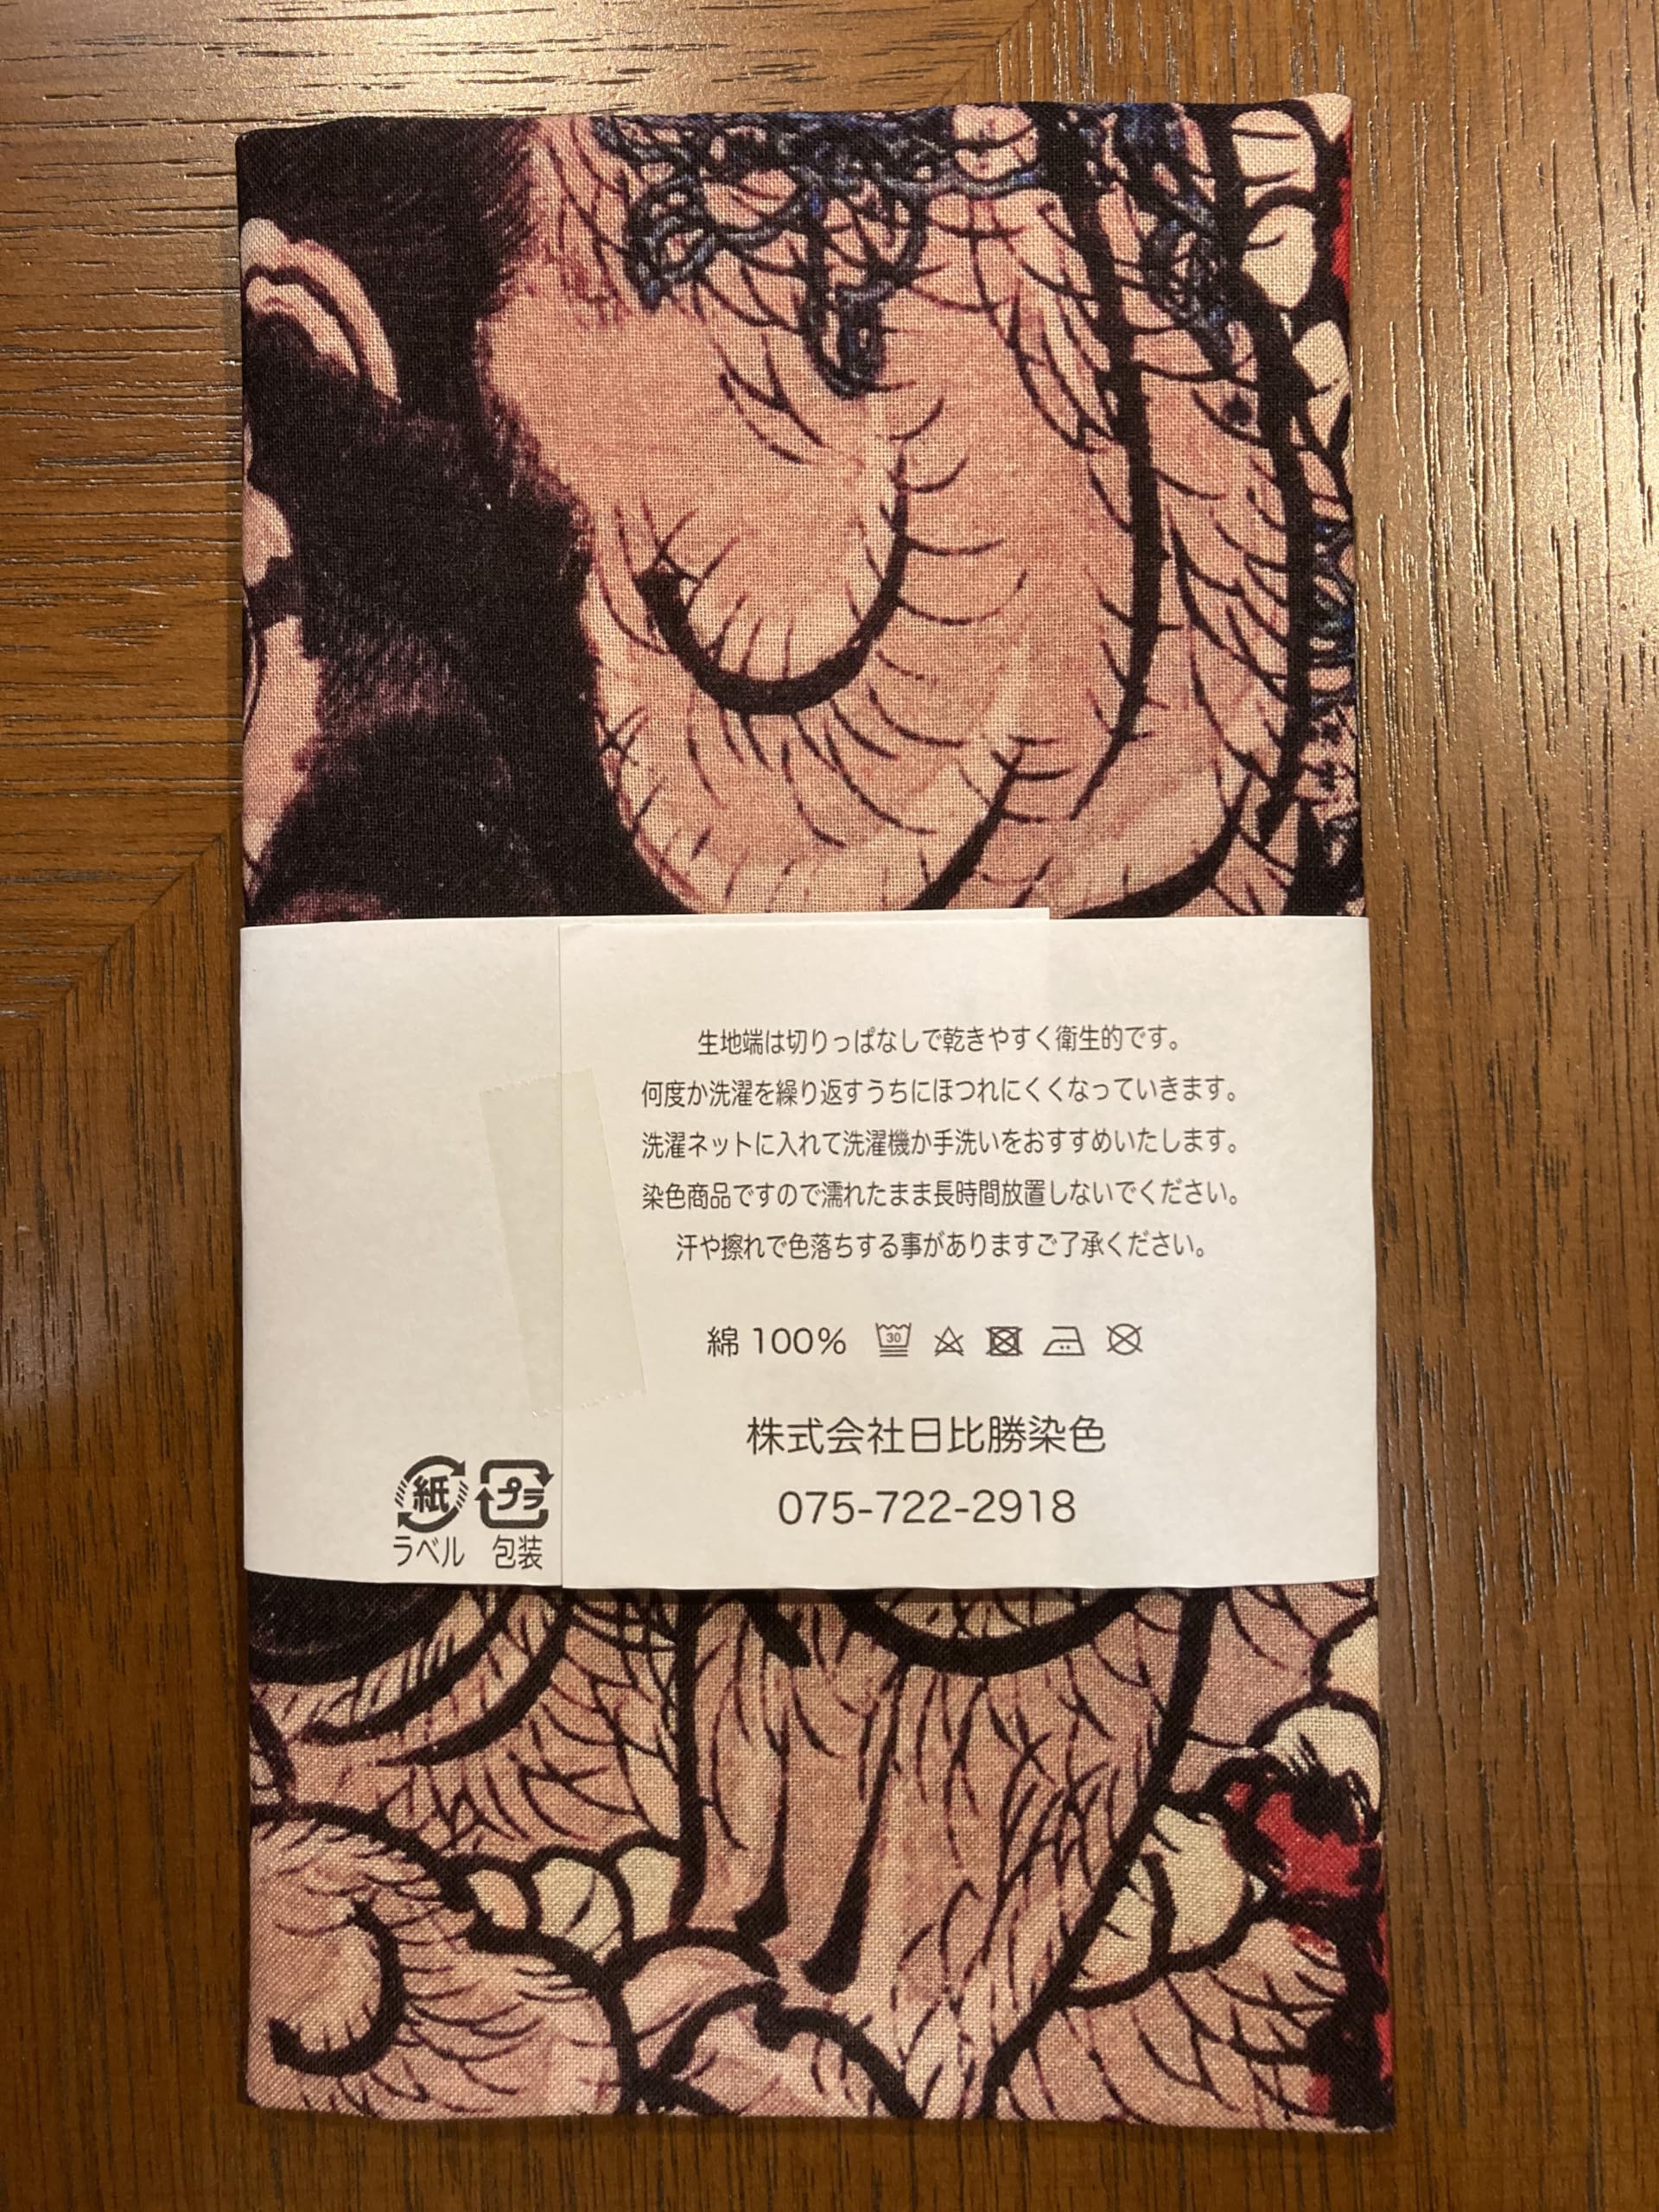 生地端は切りっぱなしで乾きやすく衛生的です。
何度か洗濯を繰り返すうちにほつれにくくなっていきます。
洗濯ネットに入れて洗濯機か手洗いをおすすめいたします。
染色商品ですので濡れたまま長時間放置しないでください。
汗や擦れで色落ちする事がありますご了承ください。
綿 100% 30
株式会社日比勝染色
075-722-2918
紙 プラ
ラベル 包装